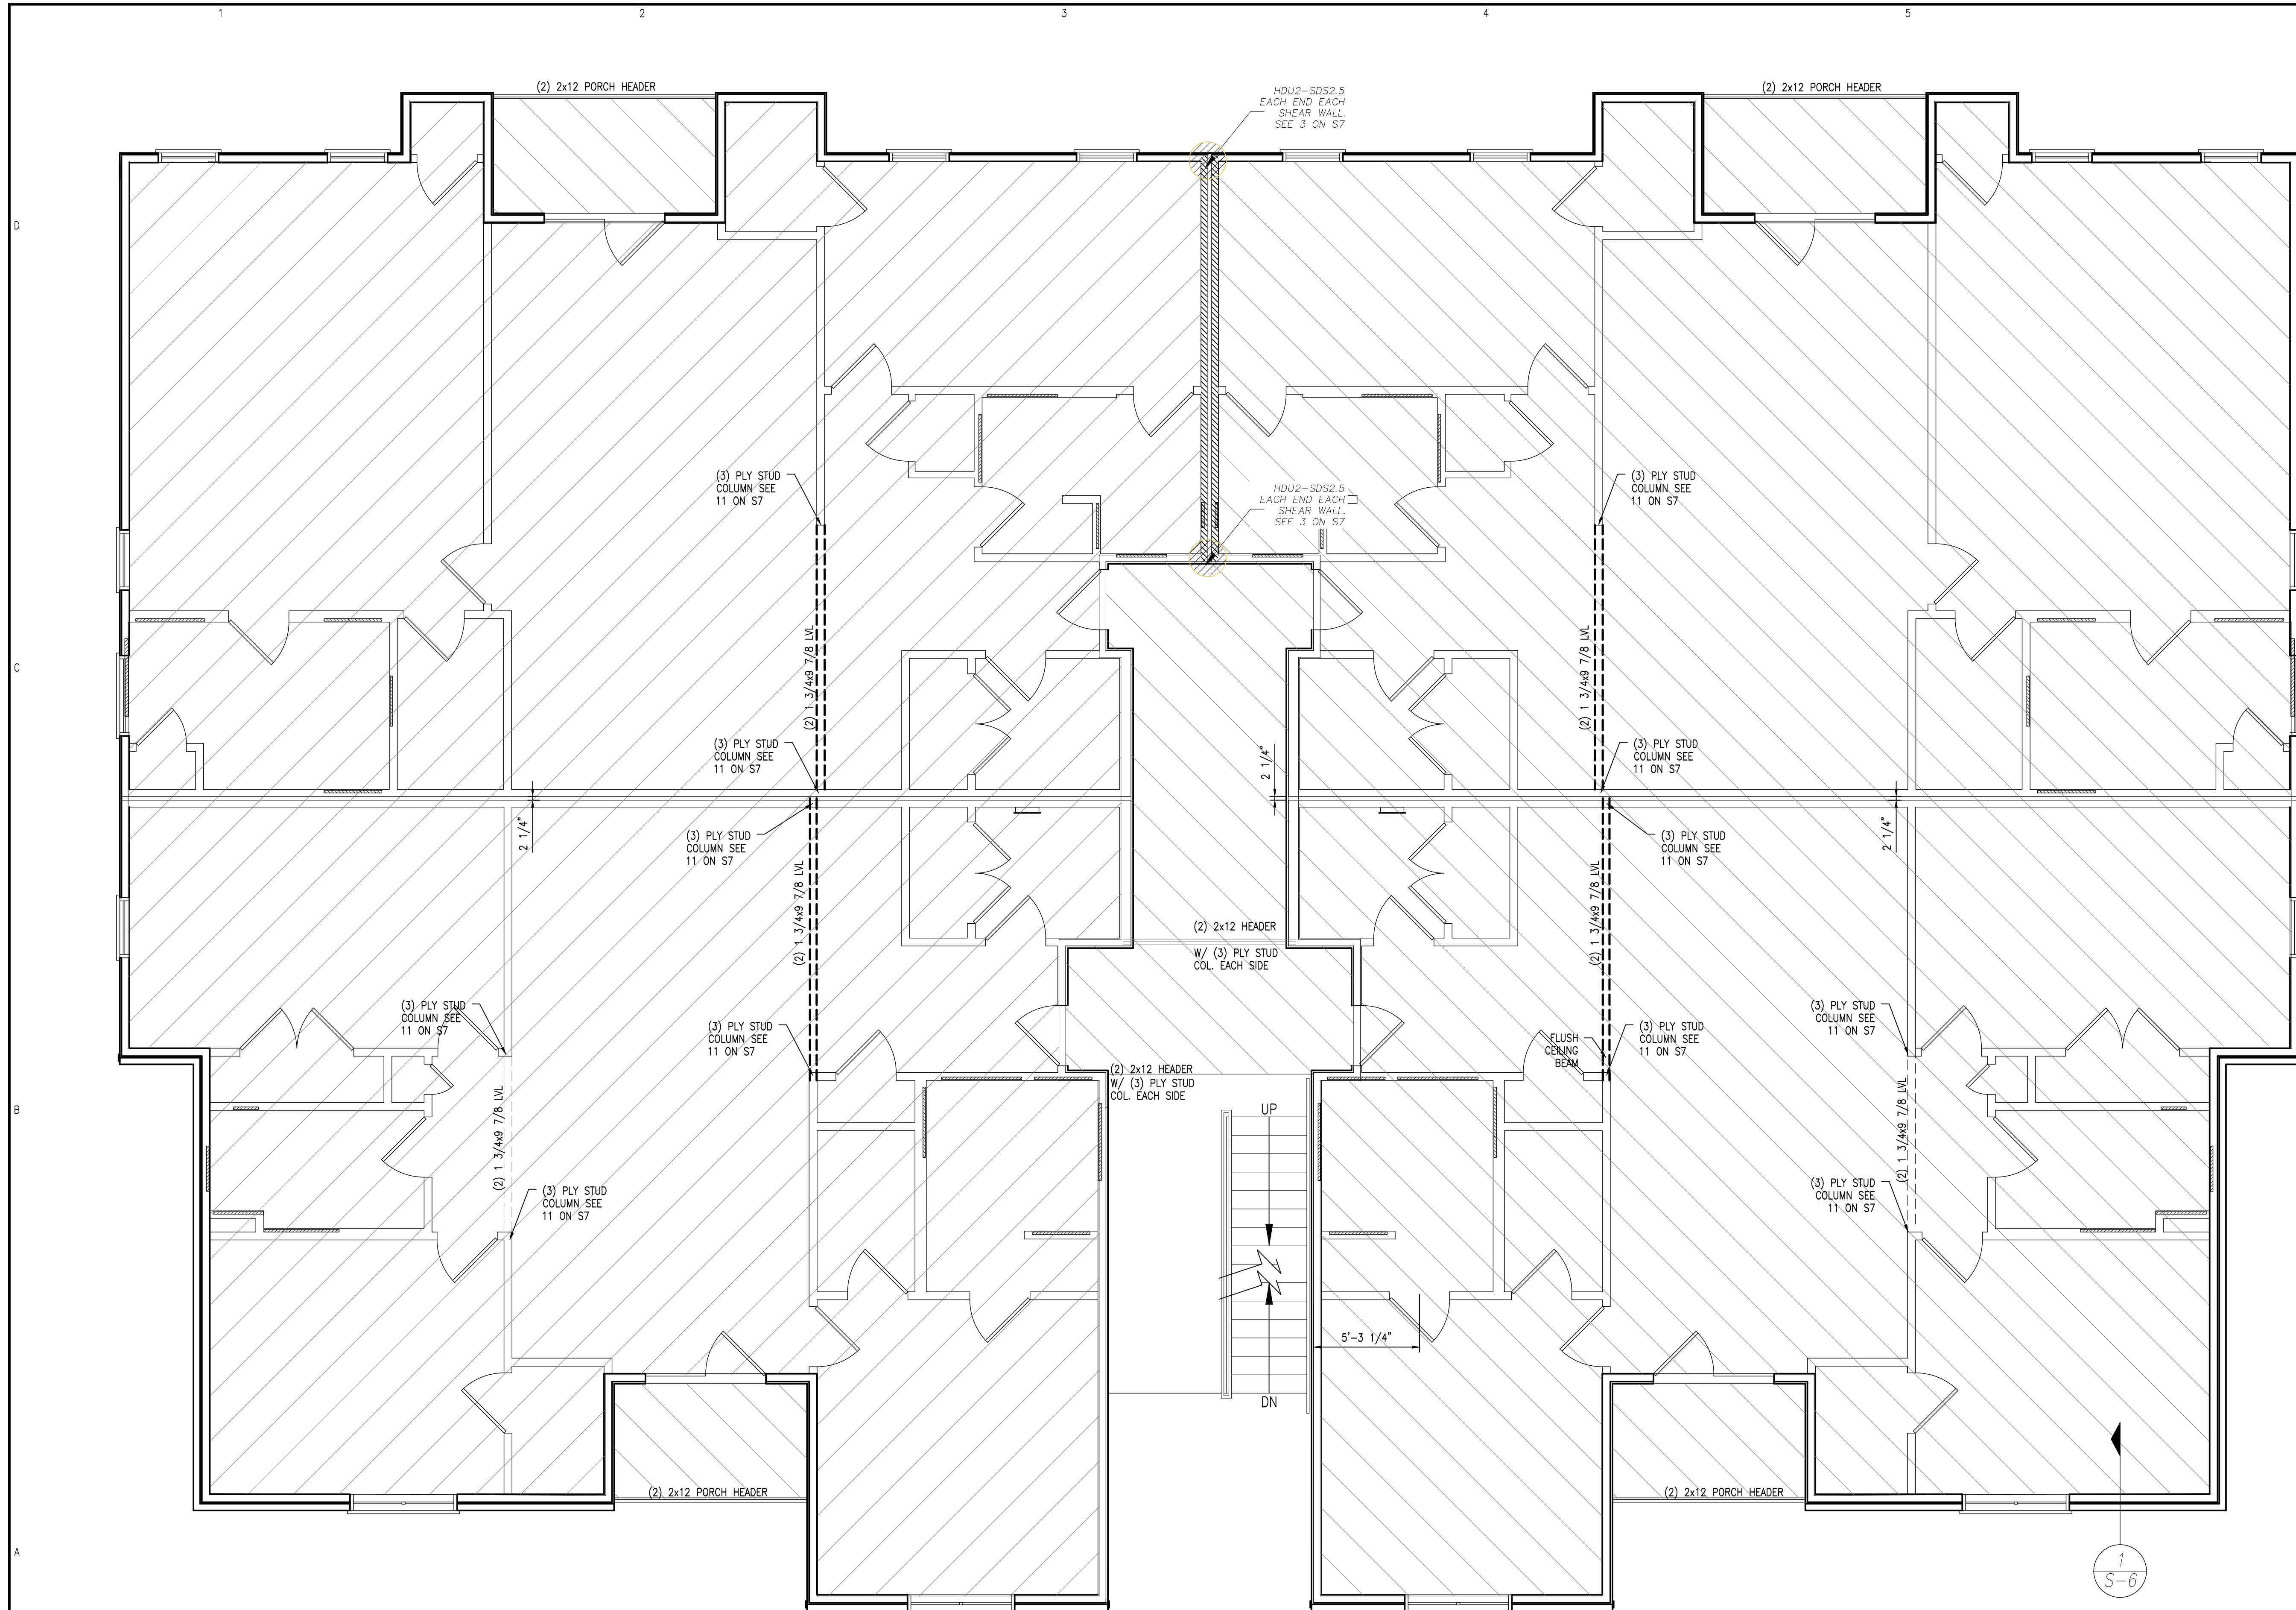 1
2
3
4
5
D
C
B
A
(2) 2x12 PORCH HEADER
HDU2-SDS2.5
EACH END EACH
SHEAR WALL.
SEE 3 ON S7
(2) 2x12 PORCH HEADER
(3) PLY STUD
COLUMN SEE
11 ON S7
HDU2-SDS2.5
EACH END EACH
SHEAR WALL.
SEE 3 ON S7
(3) PLY STUD
COLUMN SEE
11 ON S7
(2) 1 3/4x9 7/8 LVL
(2) 1 3/4x9 7/8 LVL
(3) PLY STUD
COLUMN SEE
11 ON S7
2 1/4"
(3) PLY STUD
COLUMN SEE
11 ON S7
2 1/4"
(3) PLY STUD
COLUMN SEE
11 ON S7
(3) PLY STUD
COLUMN SEE
11 ON S7
2 1/4"
(2) 1 3/4x9 7/8 LVL
(2) 1 3/4x9 7/8 LVL
(2) 2x12 HEADER
W/ (3) PLY STUD
COL. EACH SIDE
(3) PLY STUD
COLUMN SEE
11 ON S7
(3) PLY STUD
COLUMN SEE
11 ON S7
FLUSH
CEILING
BEAM
(3) PLY STUD
COLUMN SEE
11 ON S7
(3) PLY STUD
COLUMN SEE
11 ON S7
(2) 2x12 HEADER
W/ (3) PLY STUD
COL. EACH SIDE
UP
(2) 1 3/4x9 7/8 LVL
(2) 1 3/4x9 7/8 LVL
(3) PLY STUD
COLUMN SEE
11 ON S7
(3) PLY STUD
COLUMN SEE
11 ON S7
5'-3 1/4"
DN
(2) 2x12 PORCH HEADER
(2) 2x12 PORCH HEADER
1
S-6